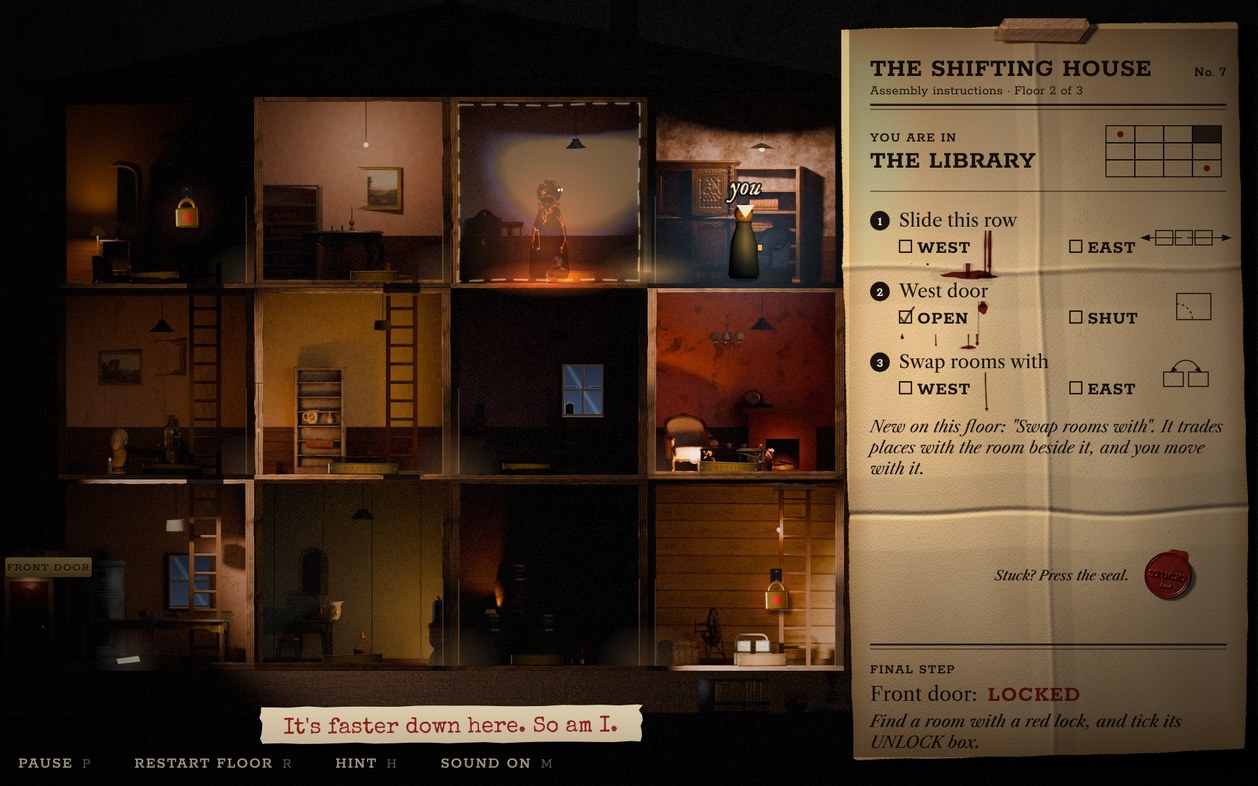 you
FRONT DOOR
It's faster down here. So am I.
PAUSE P
RESTART FLOOR R
HINT H
SOUND ON M
THE SHIFTING HOUSE
No. 7
Assembly instructions · Floor 2 of 3
YOU ARE IN
THE LIBRARY
1 Slide this row
WEST
EAST
2 West door
OPEN
SHUT
3 Swap rooms with
WEST
EAST
New on this floor: "Swap rooms with". It trades
places with the room beside it, and you move
with it.
Stuck? Press the seal.
FINAL STEP
Front door: LOCKED
Find a room with a red lock, and tick its
UNLOCK box.